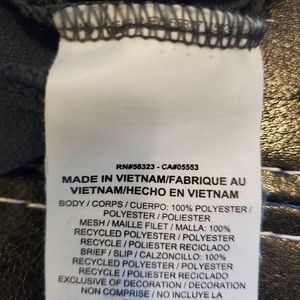 RN#56323 - CA#05553
MADE IN VIETNAM/FABRIQUE AU
VIETNAM/HECHO EN VIETNAM
BODY / CORPS / CUERPO: 100% POLYESTER /
POLYESTER / POLIESTER
MESH / MAILLE FILET / MALLA: 100%
RECYCLED POLYESTER / POLYESTER
RECYCLE / POLIESTER RECICLADO
BRIEF / SLIP / CALZONCILLO: 100%
RECYCLED POLYESTER / POLYESTER
RECYCLE / POLIESTER RECICLADO
EXCLUSIVE OF DECORATION / DECORATION
NON COMPRISE / NO INCLUYE LA